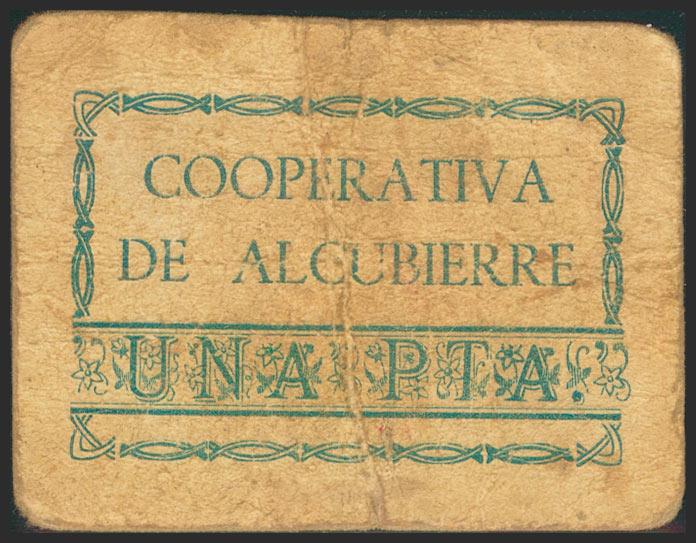 COOPERATIVA
DE ALCUBIERRE
UNA PTA.